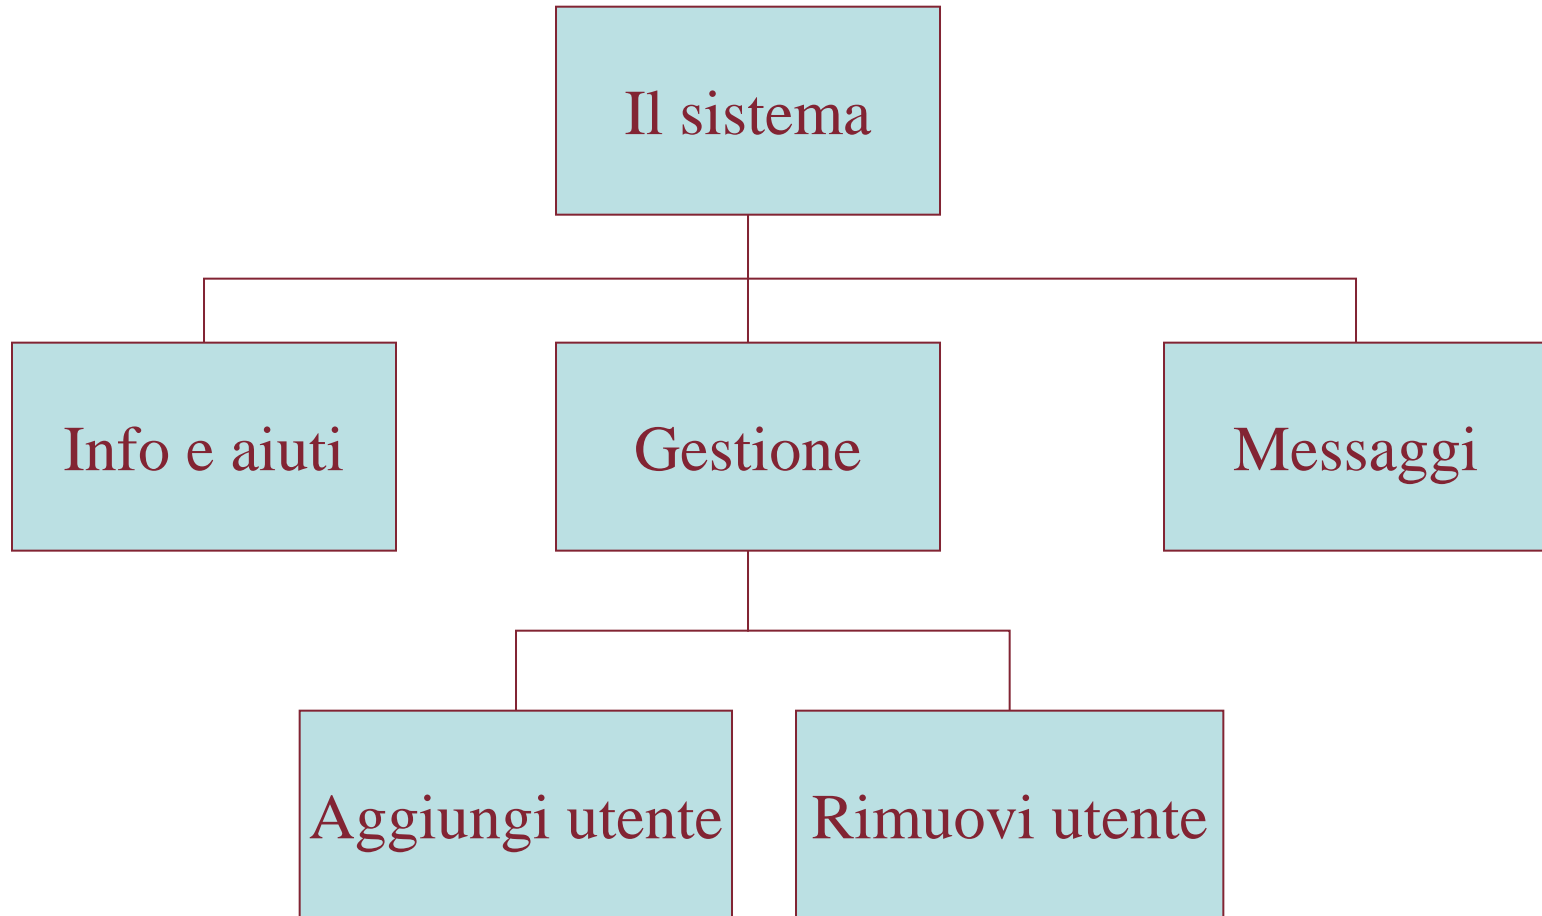 Il sistema
Info e aiuti
Gestione
Messaggi
Aggiungi utente
Rimuovi utente